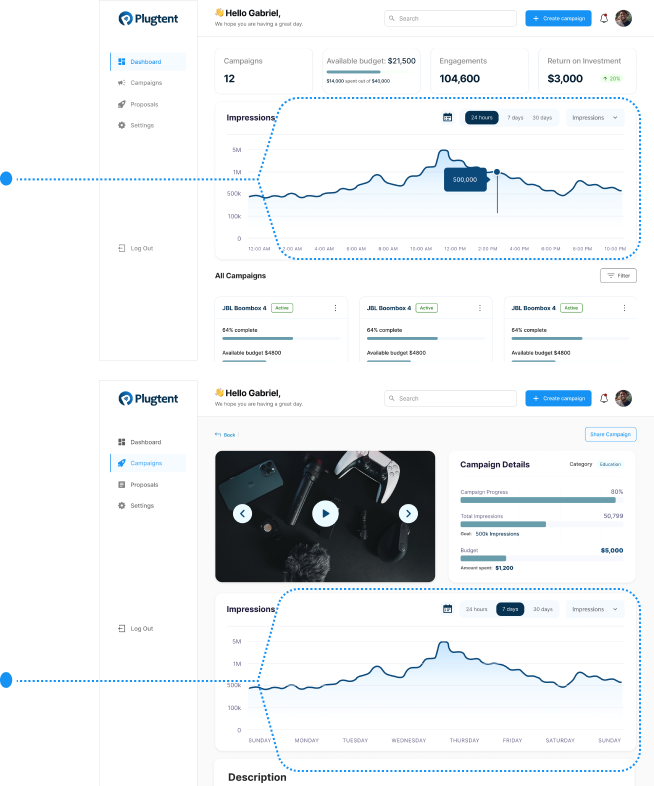 Plugtent
👋 Hello Gabriel,
We hope you are having a great day.
Search
+ Create campaign
Dashboard
Campaigns
Proposals
Settings
Log Out
Campaigns
12
Available budget: $21,500
$14,000 spent out of $40,000
Engagements
104,600
Return on Investment
$3,000
20%
Impressions
24 hours
7 days
30 days
Impressions
5M
1M
500k
100k
0
500,000
12:00 AM
2:00 AM
4:00 AM
6:00 AM
8:00 AM
10:00 AM
12:00 PM
2:00 PM
4:00 PM
6:00 PM
8:00 PM
10:00 PM
All Campaigns
Filter
JBL Boombox 4 Active
64% complete
Available budget $4800
JBL Boombox 4 Active
64% complete
Available budget $4800
JBL Boombox 4 Active
64% complete
Available budget $4800
Plugtent
👋 Hello Gabriel,
We hope you are having a great day.
Search
+ Create campaign
Dashboard
Campaigns
Proposals
Settings
Log Out
Back
Share Campaign
Campaign Details
Category Education
Campaign Progress 80%
Total Impressions 50,799
Reel: 500k Impressions
Budget $5,000
Amount spent: $1,200
Impressions
24 hours
7 days
30 days
Impressions
5M
1M
500k
100k
0
SUNDAY
MONDAY
TUESDAY
WEDNESDAY
THURSDAY
FRIDAY
SATURDAY
SUNDAY
Description